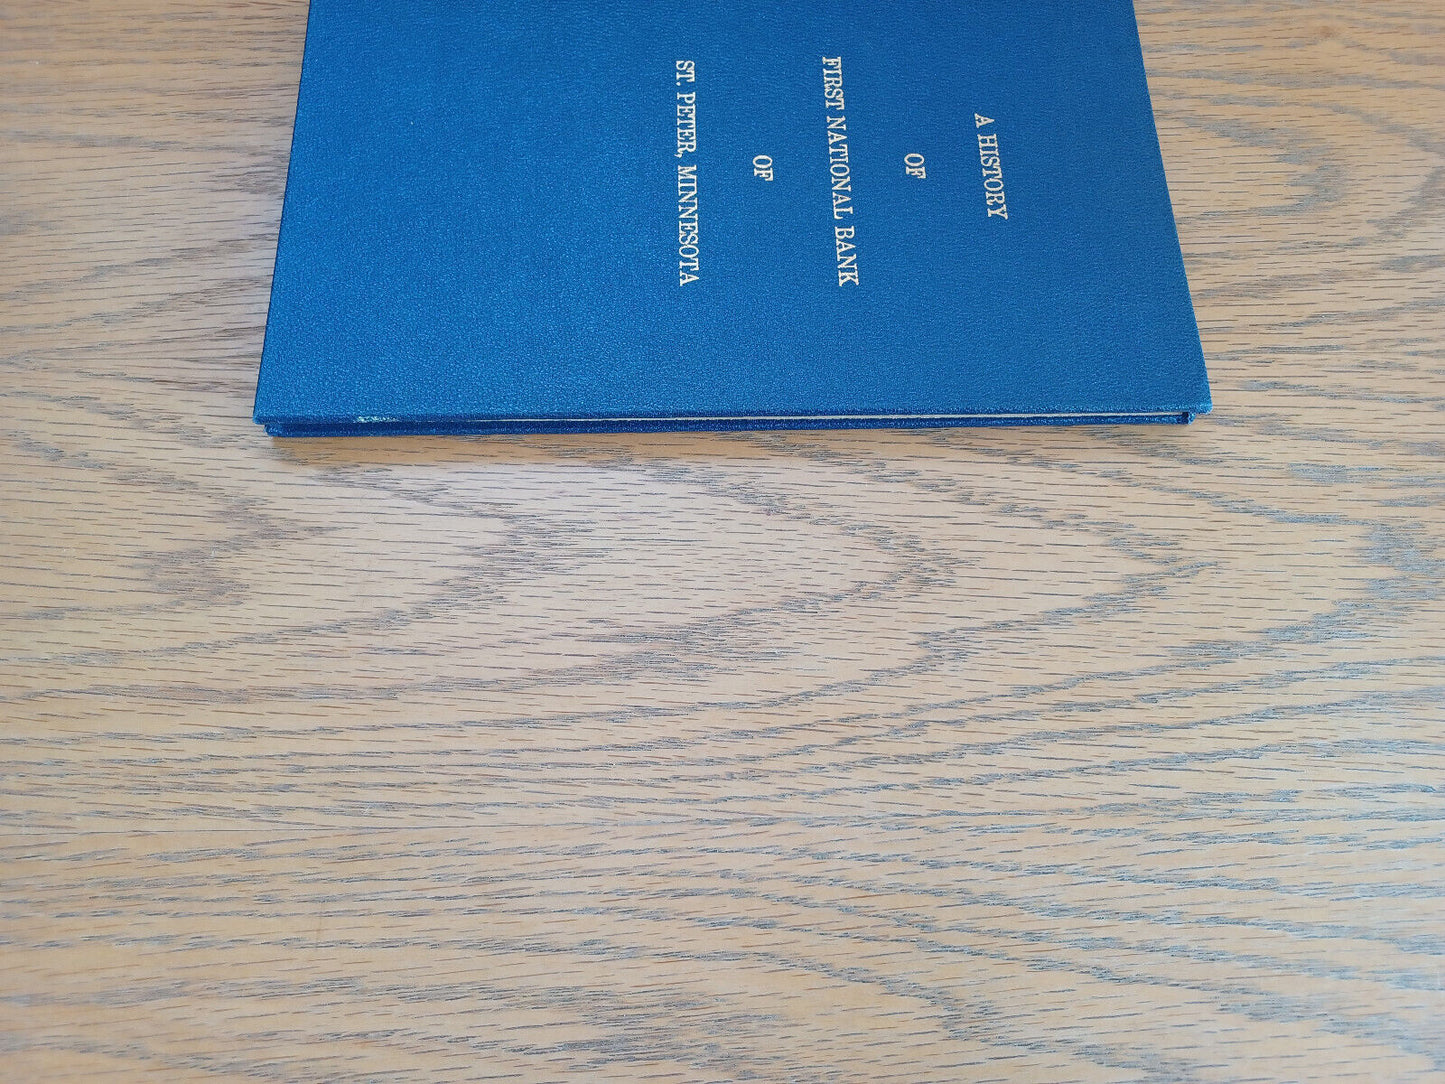 A HISTORY
OF
FIRST NATIONAL BANK
OF
ST. PETER, MINNESOTA